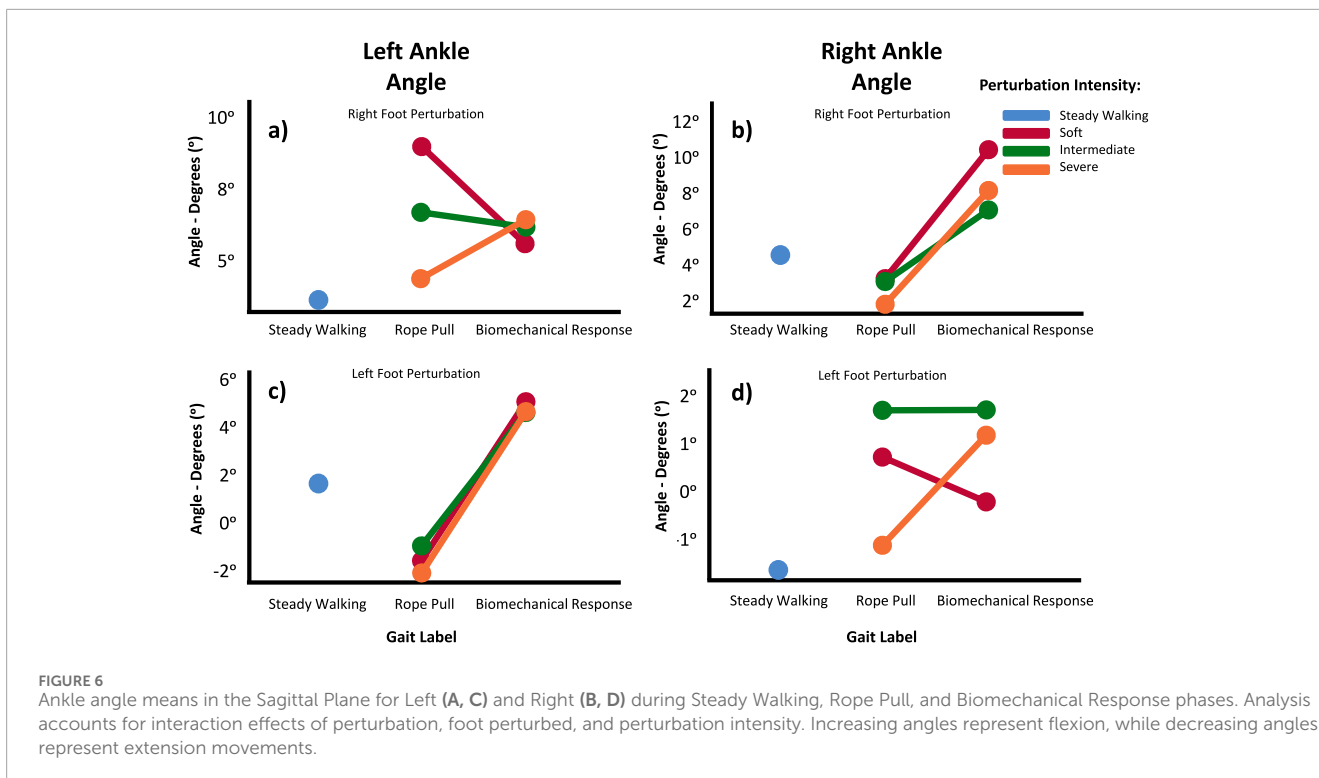 Left Ankle
Angle
Right Ankle
Angle
Perturbation Intensity:
Steady Walking
Soft
Intermediate
Severe
a)
Right Foot Perturbation
Angle - Degrees (º)
10º
8º
5º
Steady Walking
Rope Pull
Biomechanical Response
b)
Right Foot Perturbation
Angle - Degrees (º)
12º
10º
8º
6º
4º
2º
Steady Walking
Rope Pull
Biomechanical Response
c)
Left Foot Perturbation
Angle - Degrees (º)
6º
4º
2º
0º
-2º
Steady Walking
Rope Pull
Biomechanical Response
Gait Label
d)
Left Foot Perturbation
Angle - Degrees (º)
2º
1º
0º
-1º
Steady Walking
Rope Pull
Biomechanical Response
Gait Label
FIGURE 6
Ankle angle means in the Sagittal Plane for Left (A, C) and Right (B, D) during Steady Walking, Rope Pull, and Biomechanical Response phases. Analysis
accounts for interaction effects of perturbation, foot perturbed, and perturbation intensity. Increasing angles represent flexion, while decreasing angles
represent extension movements.